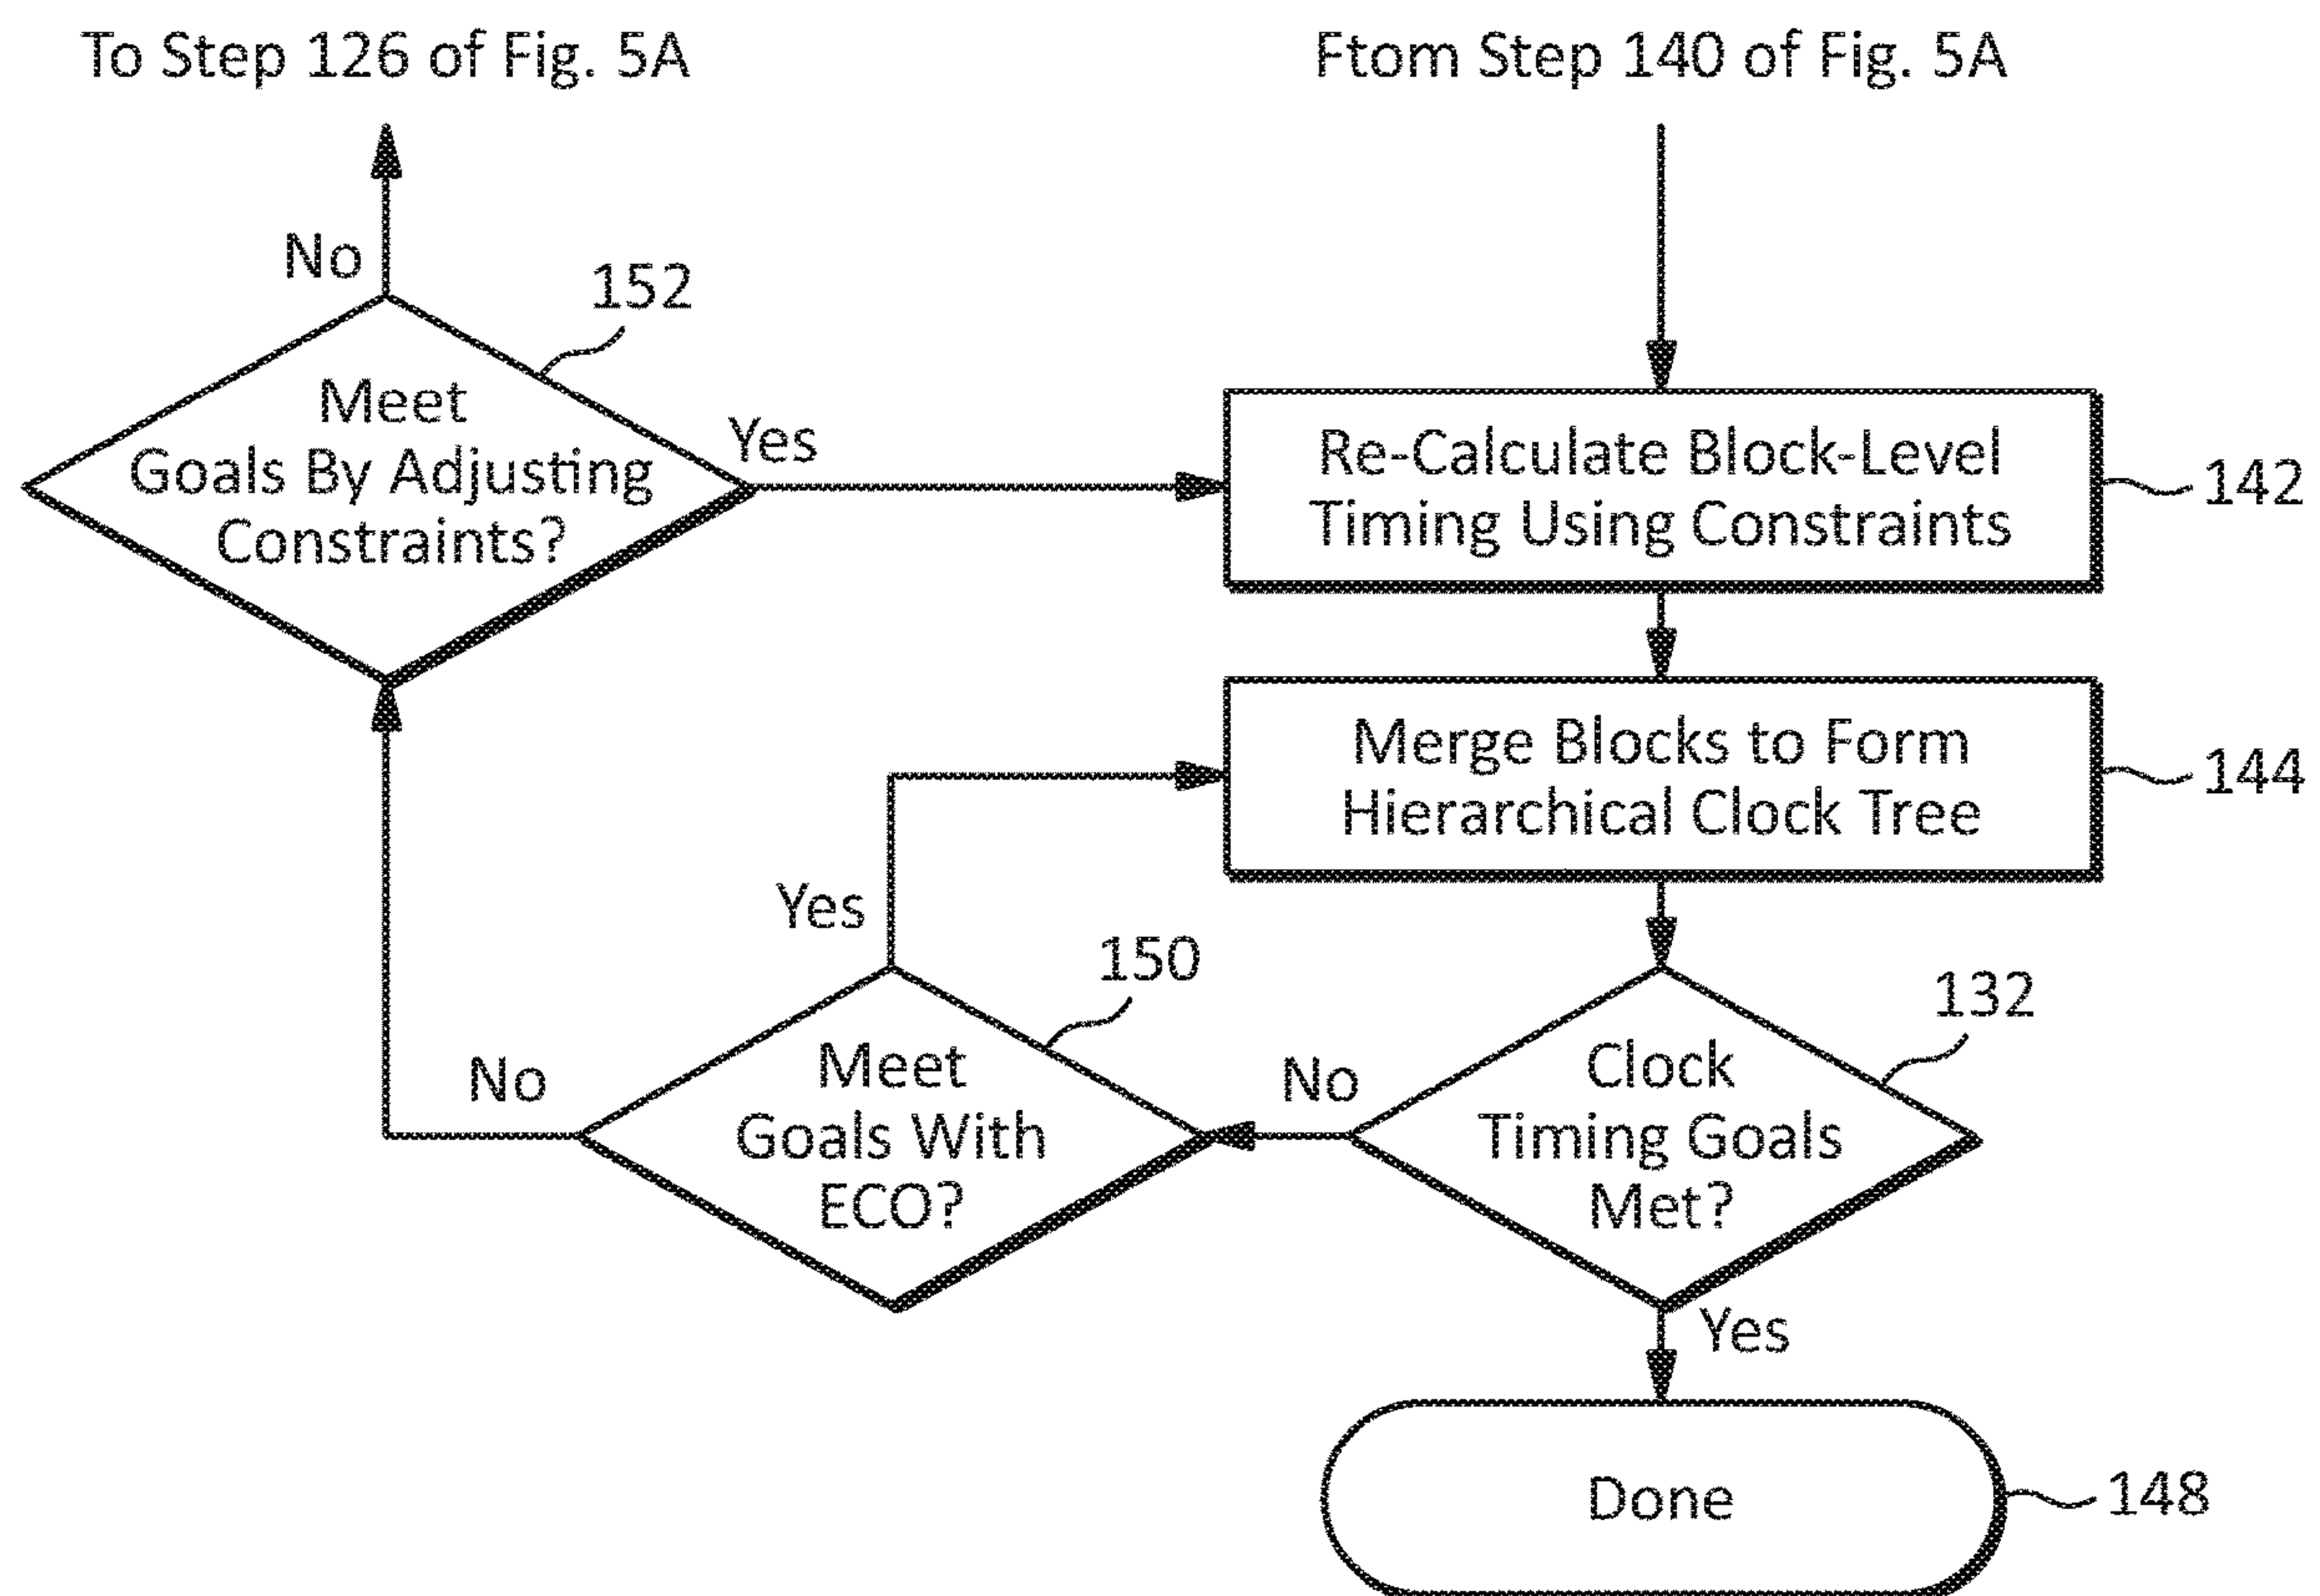 To Step 126 of Fig. 5A
Ftom Step 140 of Fig. 5A
No
152
Meet
Goals By Adjusting
Constraints?
Yes
Re-Calculate Block-Level
Timing Using Constraints
142
Merge Blocks to Form
Hierarchical Clock Tree
144
Yes
150
132
No
Meet
Goals With
ECO?
No
Clock
Timing Goals
Met?
Yes
Done
148